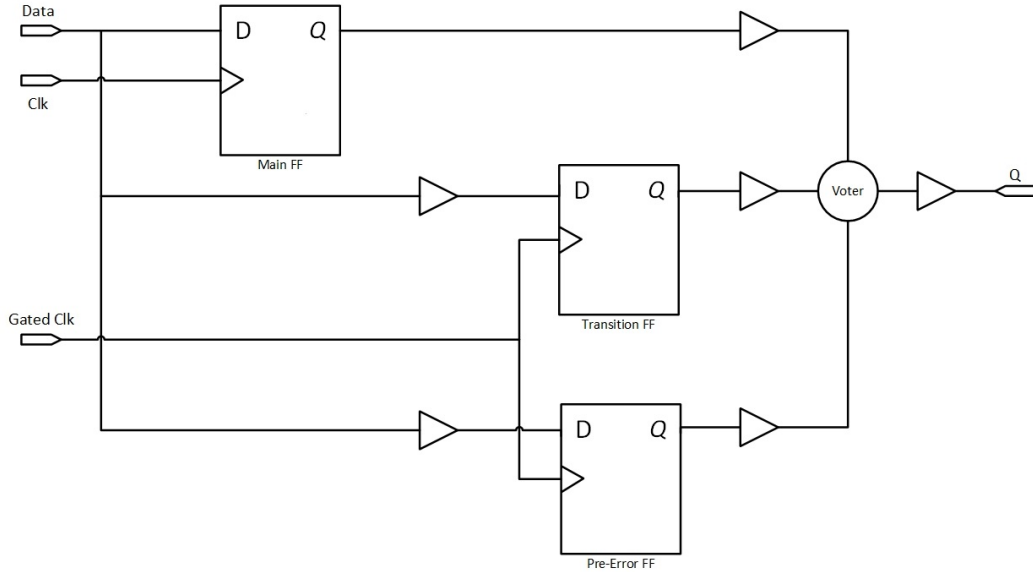 Data
D Q
Clk
Main FF
D Q
Voter
Q
Gated Clk
Transition FF
D Q
Pre-Error FF